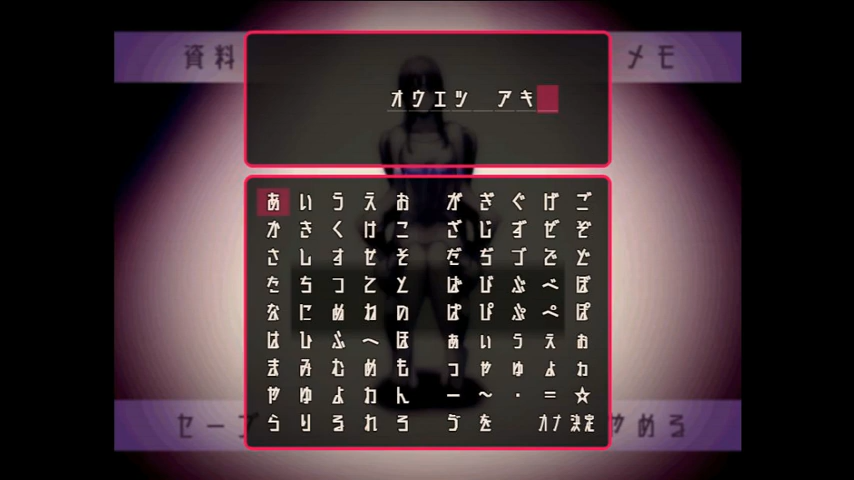 資料
メモ
オウエツ アキ
あいうえお がぎぐげご
かきくけこ ざじずぜぞ
さしすせそ だぢづでど
たちつてと ばびぶべぼ
なにぬねの ぱぴぷぺぽ
はひふへほ ぁぃぅぇぉ
まみむめも っゃゅょゎ
やゆよわん ー〜・=☆
らりるれろ ゔを カナ 決定
セーブ
やめる